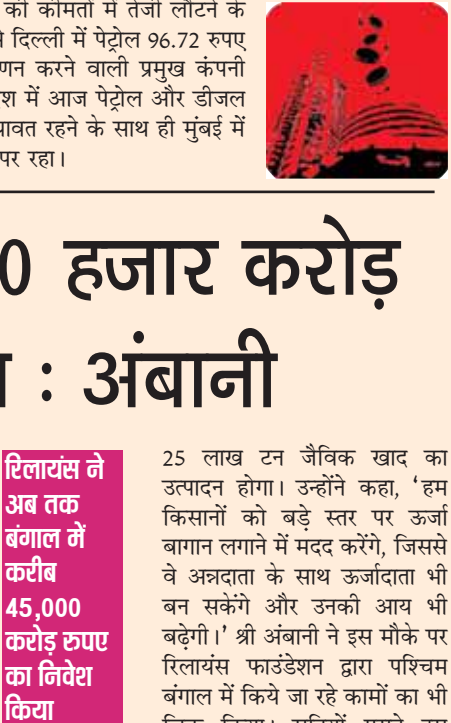 की कीमतों में तेजी लौटने के
दिल्ली में पेट्रोल 96.72 रुपए
करने वाली प्रमुख कंपनी
में आज पेट्रोल और डीजल
रहने के साथ ही मुंबई में
पर रहा।
0 हजार करोड़
: अंबानी
रिलायंस ने
अब तक
बंगाल में
करीब
45,000
करोड़ रुपए
का निवेश
किया
25 लाख टन जैविक खाद का
उत्पादन होगा। उन्होंने कहा, ‘हम
किसानों को बड़े स्तर पर ऊर्जा
बागान लगाने में मदद करेंगे, जिससे
वे अन्नदाता के साथ ऊर्जादाता भी
बन सकेंगे और उनकी आय भी
बढ़ेगी।’ श्री अंबानी ने इस मौके पर
रिलायंस फाउंडेशन द्वारा पश्चिम
बंगाल में किये जा रहे कामों का भी